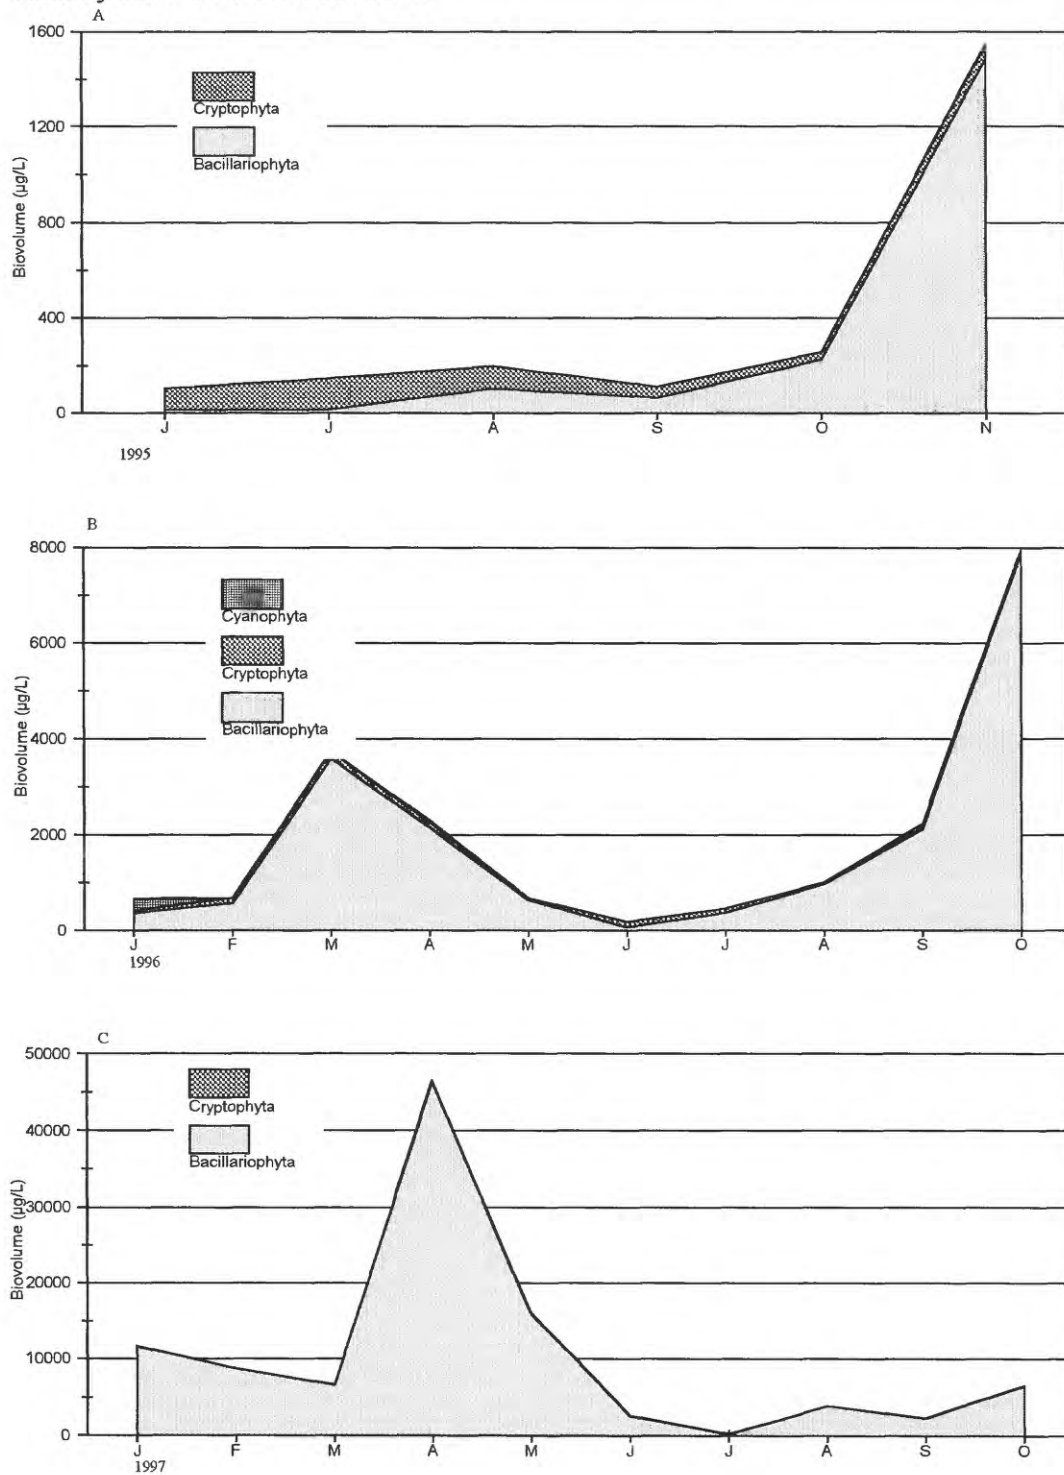 A
1600
1200
800
400
0
Biovolume (µg/L)
Cryptophyta
Bacillariophyta
J J A S O N
1995
B
8000
6000
4000
2000
0
Biovolume (µg/L)
Cyanophyta
Cryptophyta
Bacillariophyta
J F M A M J J A S O
1996
C
50000
40000
30000
20000
10000
0
Biovolume (µg/L)
Cryptophyta
Bacillariophyta
J F M A M J J A S O
1997